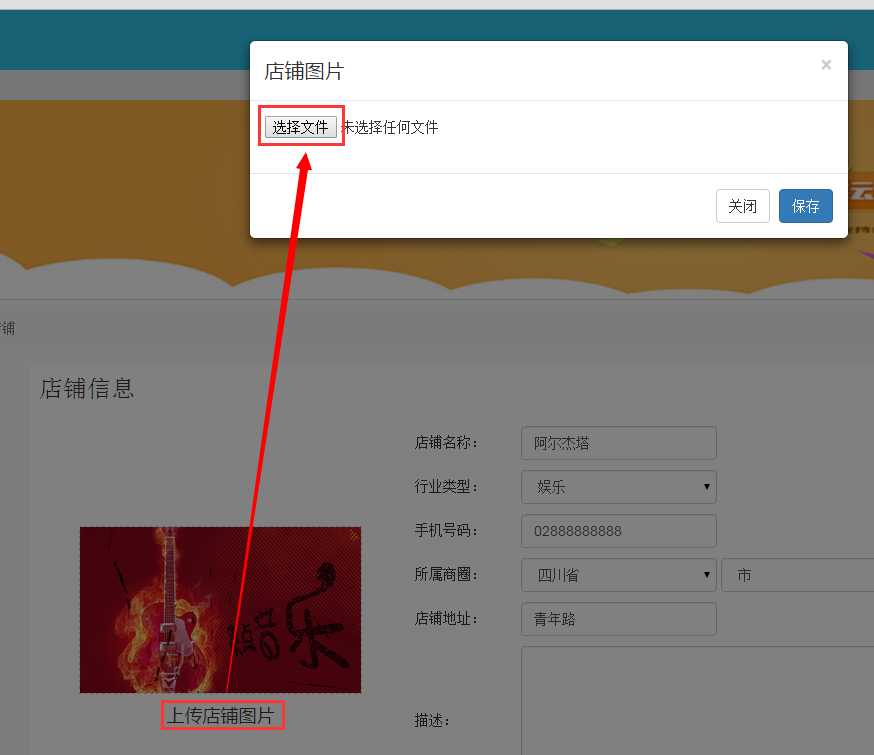 店铺图片
×
选择文件 未选择任何文件
关闭
保存
云
铺
店铺信息
店铺名称：
阿尔杰塔
行业类型：
娱乐
手机号码：
02888888888
所属商圈：
四川省
市
店铺地址：
青年路
音乐
上传店铺图片
描述：